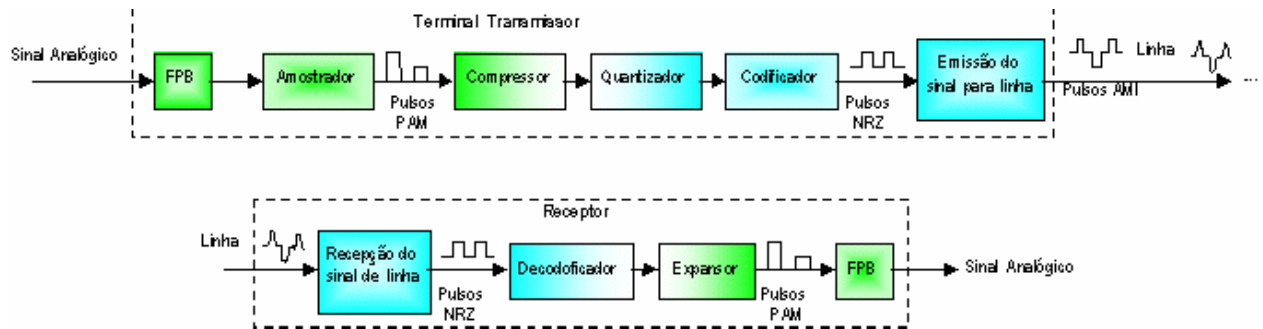 Terminal Transmissor
Sinal Analógico
FPB
Amostrador
Pulsos
PAM
Compressor
Quantizador
Codificador
Pulsos
NRZ
Emissão do
sinal para linha
Linha
Pulsos AMI
...
Receptor
Linha
Recepção do
sinal de linha
Pulsos
NRZ
Decodoficador
Expansor
Pulsos
PAM
FPB
Sinal Analógico